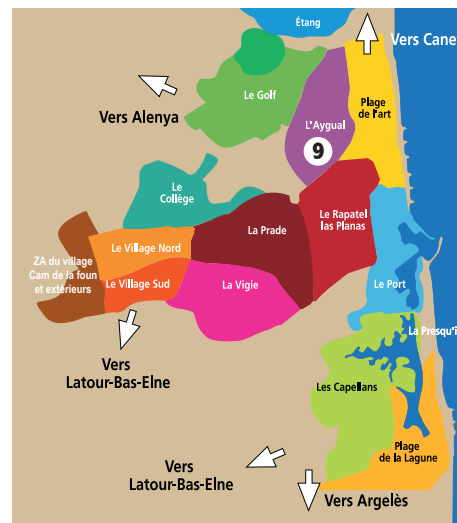 Étang
Vers Cane
Le Golf
Plage
de l'art
Vers Alenya
L'Aygual
9
Le
Collège
Le Rapatel
las Planas
La Prade
ZA du village
Cam de la foun
et extérieurs
Le Village Nord
Le Village Sud
La Vigie
Le Port
La Presqu'i
Vers
Latour-Bas-Elne
Les Capellans
Plage
de la Lagune
Vers
Latour-Bas-Elne
Vers Argelès